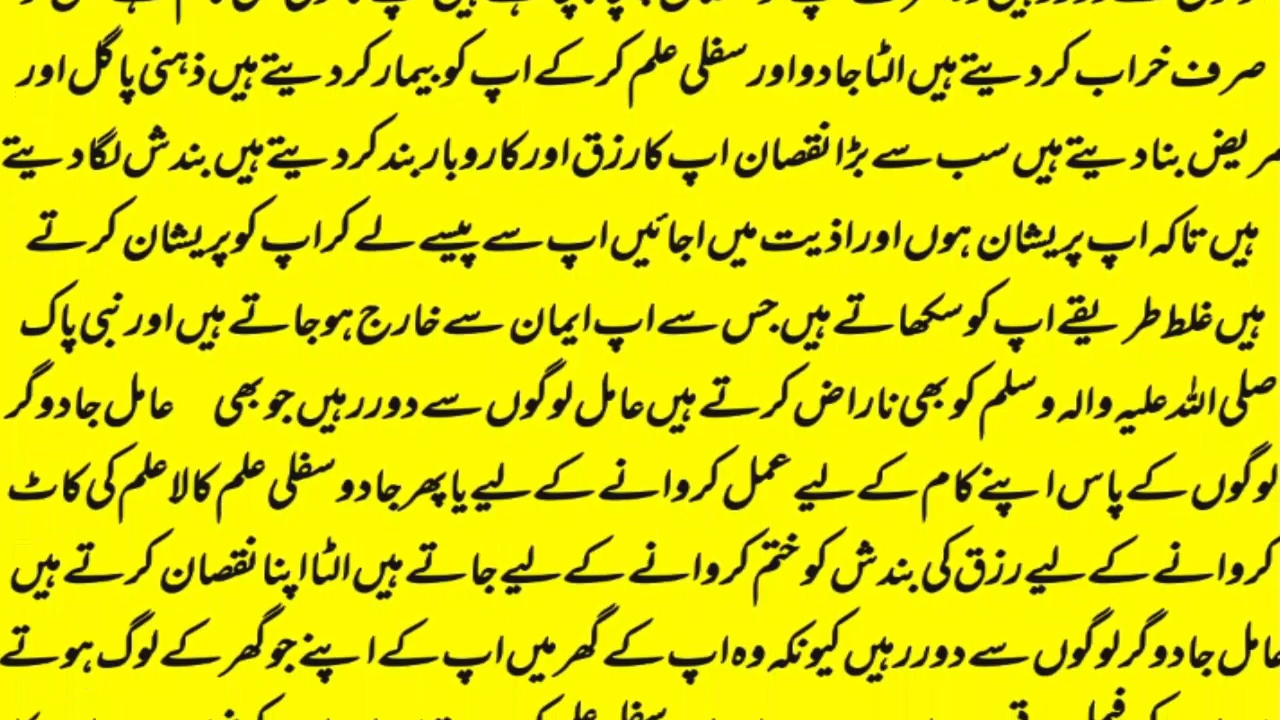 صرف خراب کر دیتے ہیں الٹا جادو اور سفلی علم کر کے اپ کو بیمار کر دیتے ہیں ذہنی پاگل اور
مریض بنا دیتے ہیں سب سے بڑا نقصان اپ کا رزق اور کاروبار بند کر دیتے ہیں بندش لگا دیتے
ہیں تاکہ اپ پریشان ہوں اور اذیت میں اجائیں اپ سے پیسے لے کر اپ کو پریشان کرتے
ہیں غلط طریقے اپ کو سکھاتے ہیں جس سے اپ ایمان سے خارج ہو جاتے ہیں اور نبی پاک
صلی اللہ علیہ والہ وسلم کو بھی ناراض کرتے ہیں عامل لوگوں سے دور رہیں جو بھی عامل جادوگر
لوگوں کے پاس اپنے کام کے لیے عمل کروانے کے لیے یا پھر جادو سفلی علم کالا علم کی کاٹ
کروانے کے لیے رزق کی بندش کو ختم کروانے کے لیے جاتے ہیں الٹا اپنا نقصان کرتے ہیں
عامل جادوگر لوگوں سے دور رہیں کیونکہ وہ اپ کے گھر میں اپ کے اپنے جو گھر کے لوگ ہوتے